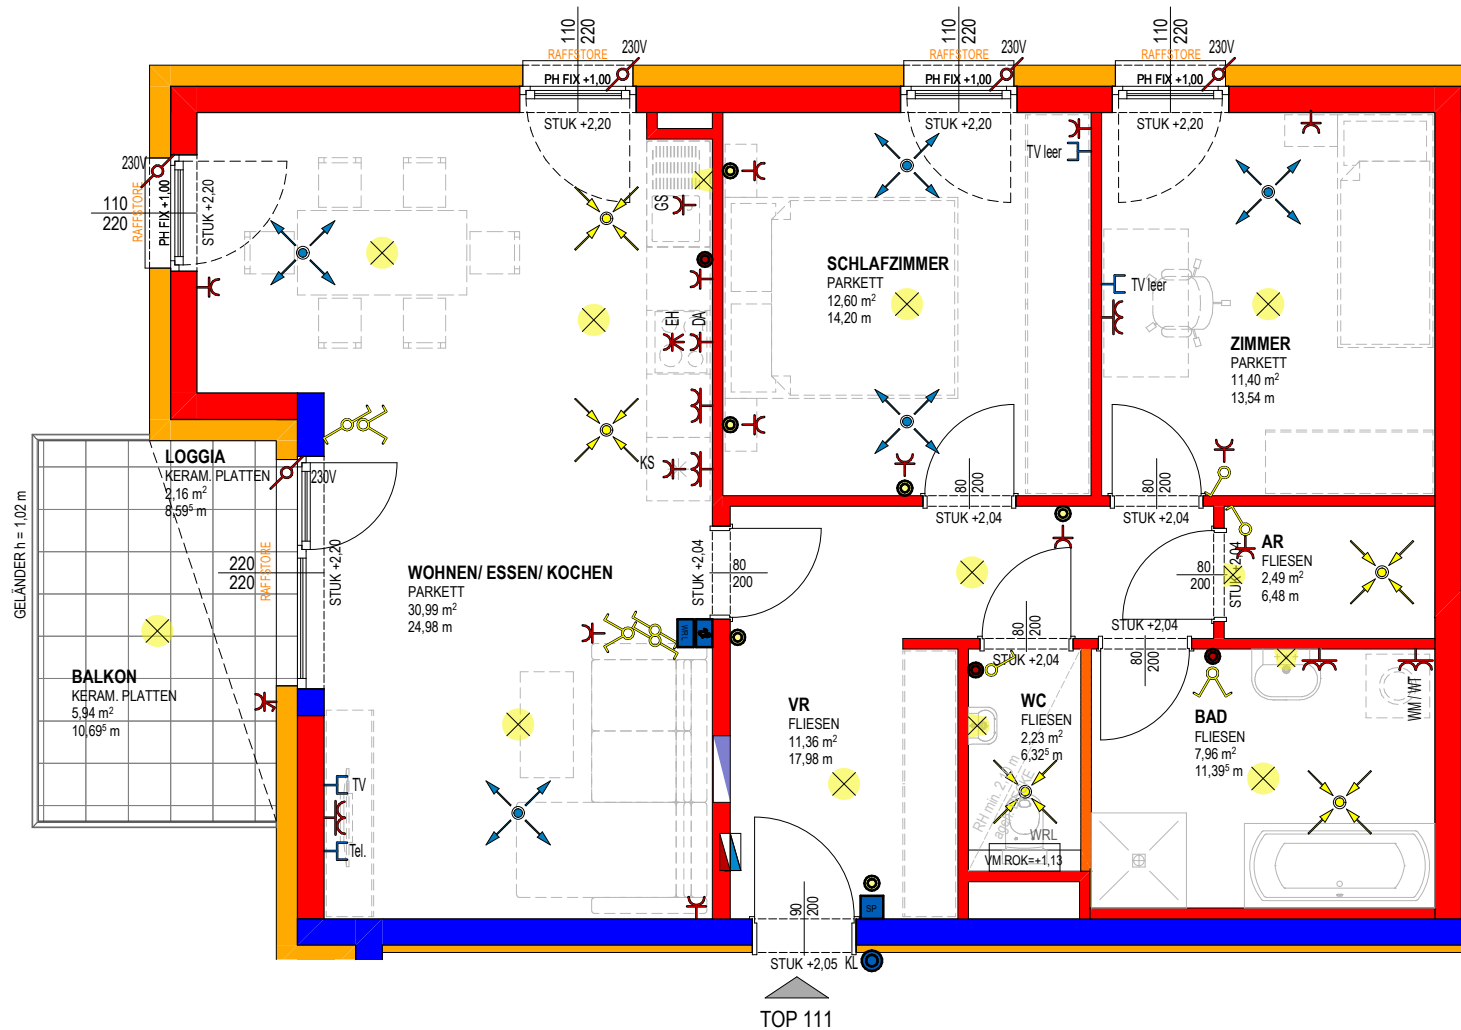 110
220
RAFFSTORE
230V
PH FIX +1,00
STUK +2,20
110
220
RAFFSTORE
230V
PH FIX +1,00
STUK +2,20
110
220
RAFFSTORE
230V
PH FIX +1,00
STUK +2,20
230V
110
220
RAFFSTORE
PH FIX +1,00
STUK +2,20
GS
EH
DA
KS
TV leer
SCHLAFZIMMER
PARKETT
12,60 m²
14,20 m
TV leer
ZIMMER
PARKETT
11,40 m²
13,54 m
80
200
STUK +2,04
80
200
STUK +2,04
LOGGIA
KERAM. PLATTEN
2,16 m²
8,59⁵ m
230V
GELÄNDER h = 1,02 m
220
220
RAFFSTORE
STUK +2,20
WOHNEN/ ESSEN/ KOCHEN
PARKETT
30,99 m²
24,98 m
STUK +2,04
80
200
AR
FLIESEN
2,49 m²
6,48 m
80
200
STUK +2,04
80
200
STUK +2,04
STUK +2,04
80
200
WRL
BALKON
KERAM. PLATTEN
5,94 m²
10,69⁵ m
VR
FLIESEN
11,36 m²
17,98 m
WC
FLIESEN
2,23 m²
6,32⁵ m
BAD
FLIESEN
7,96 m²
11,39⁵ m
WM / WT
TV
Tel.
WRL
VM ROK=+1,13
90
200
SP
STUK +2,05
KL
TOP 111